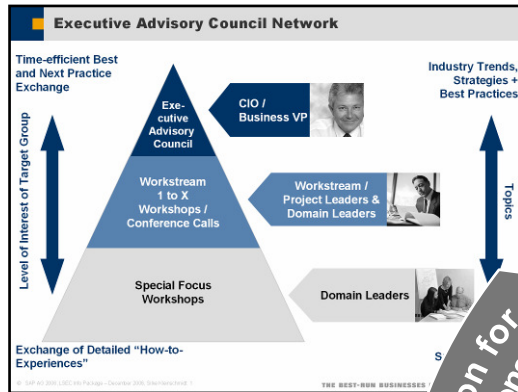 Executive Advisory Council Network
Time-efficient Best
and Next Practice
Exchange
Industry Trends,
Strategies +
Best Practices
Exe-
cutive
Advisory
Council
CIO /
Business VP
Level of Interest of Target Group
Workstream
1 to X
Workshops /
Conference Calls
Workstream /
Project Leaders &
Domain Leaders
Topics
Special Focus
Workshops
Domain Leaders
Exchange of Detailed "How-to-
Experiences"
S
on for
THE BEST-RUN BUSINESSES